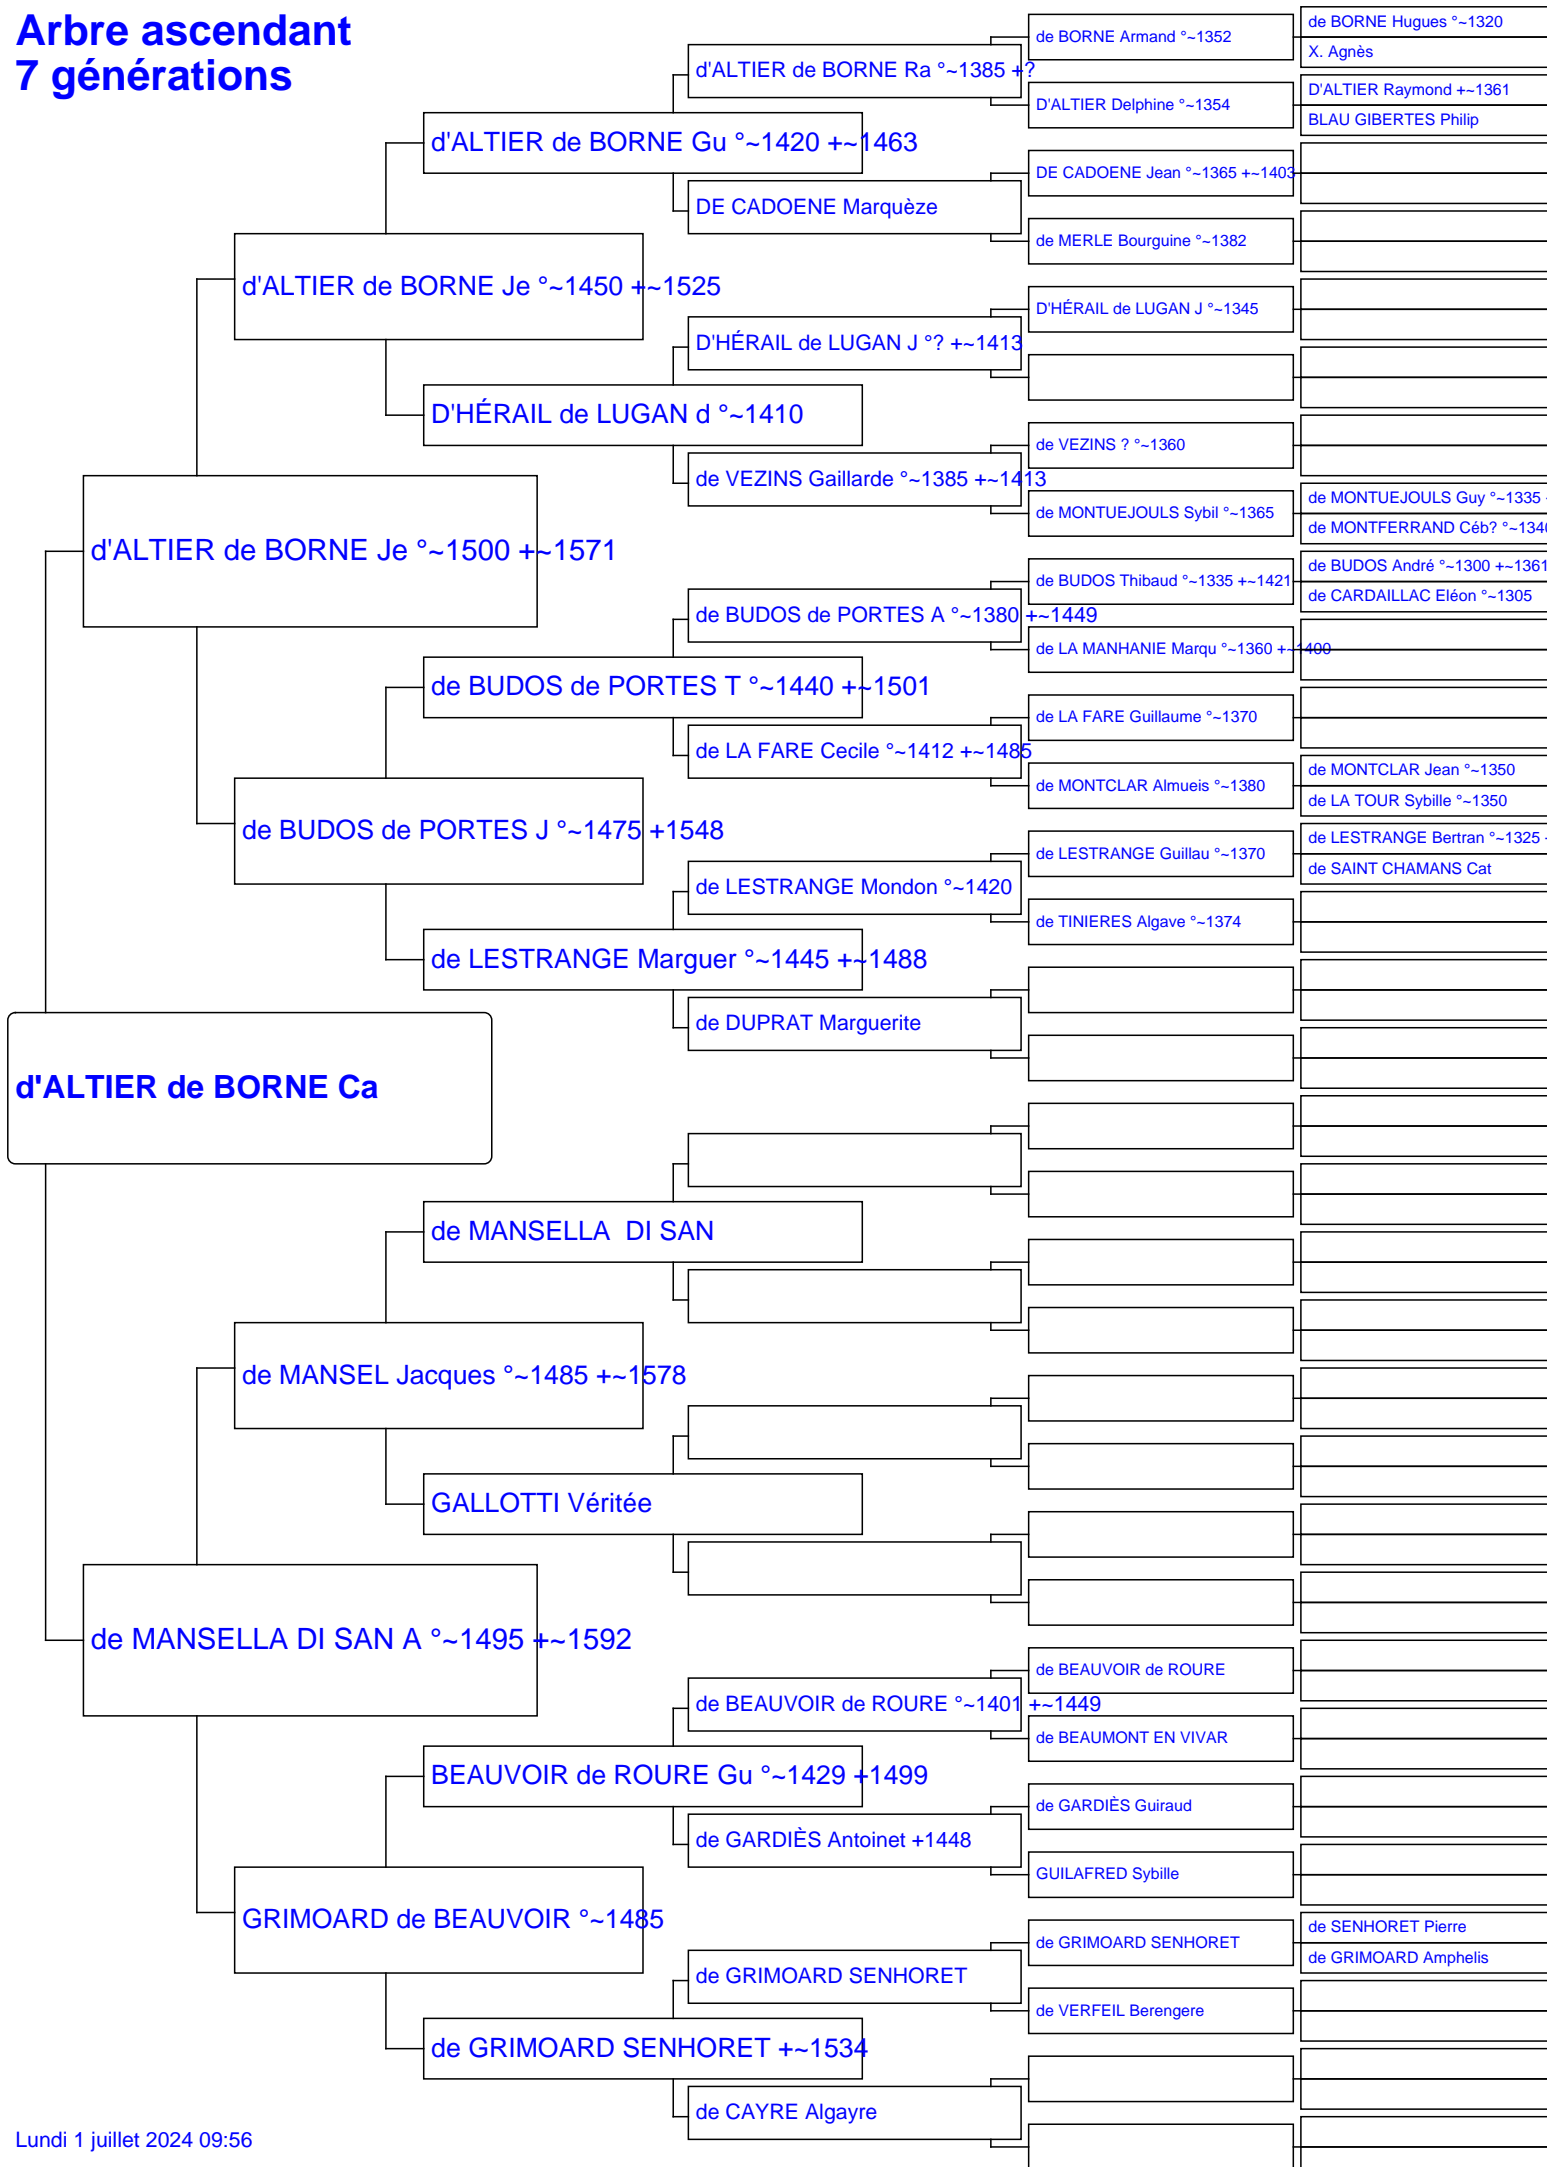 Arbre ascendant
7 générations
d'ALTIER de BORNE Ca
d'ALTIER de BORNE Je °~1500 +~1571
de MANSELLA DI SAN A °~1495 +~1592
d'ALTIER de BORNE Je °~1450 +~1525
de BUDOS de PORTES J °~1475 +1548
de MANSEL Jacques °~1485 +~1578
GRIMOARD de BEAUVOIR °~1485
d'ALTIER de BORNE Gu °~1420 +~1463
D'HÉRAIL de LUGAN d °~1410
de BUDOS de PORTES T °~1440 +~1501
de LESTRANGE Marguer °~1445 +~1488
de MANSELLA  DI SAN
GALLOTTI Véritée
BEAUVOIR de ROURE Gu °~1429 +1499
de GRIMOARD SENHORET +~1534
d'ALTIER de BORNE Ra °~1385 +?
DE CADOENE Marquèze
D'HÉRAIL de LUGAN J °? +~1413
de VEZINS Gaillarde °~1385 +~1413
de BUDOS de PORTES A °~1380 +~1449
de LA FARE Cecile °~1412 +~1485
de LESTRANGE Mondon °~1420
de DUPRAT Marguerite
de BEAUVOIR de ROURE °~1401 +~1449
de GARDIÈS Antoinet +1448
de GRIMOARD SENHORET
de CAYRE Algayre
de BORNE Armand °~1352
D'ALTIER Delphine °~1354
DE CADOENE Jean °~1365 +~1403
de MERLE Bourguine °~1382
D'HÉRAIL de LUGAN J °~1345
de VEZINS ? °~1360
de MONTUEJOULS Sybil °~1365
de BUDOS Thibaud °~1335 +~1421
de LA MANHANIE Marqu °~1360 +~1400
de LA FARE Guillaume °~1370
de MONTCLAR Almueis °~1380
de LESTRANGE Guillau °~1370
de TINIERES Algave °~1374
de BEAUVOIR de ROURE
de BEAUMONT EN VIVAR
de GARDIÈS Guiraud
GUILAFRED Sybille
de GRIMOARD SENHORET
de VERFEIL Berengere
de BORNE Hugues °~1320
X. Agnès
D'ALTIER Raymond +~1361
BLAU GIBERTES Philip
de MONTUEJOULS Guy °~1335
de MONTFERRAND Céb? °~1340
de BUDOS André °~1300 +~1361
de CARDAILLAC Eléon °~1305
de MONTCLAR Jean °~1350
de LA TOUR Sybille °~1350
de LESTRANGE Bertran °~1325
de SAINT CHAMANS Cat
de SENHORET Pierre
de GRIMOARD Amphelis
Lundi 1 juillet 2024 09:56